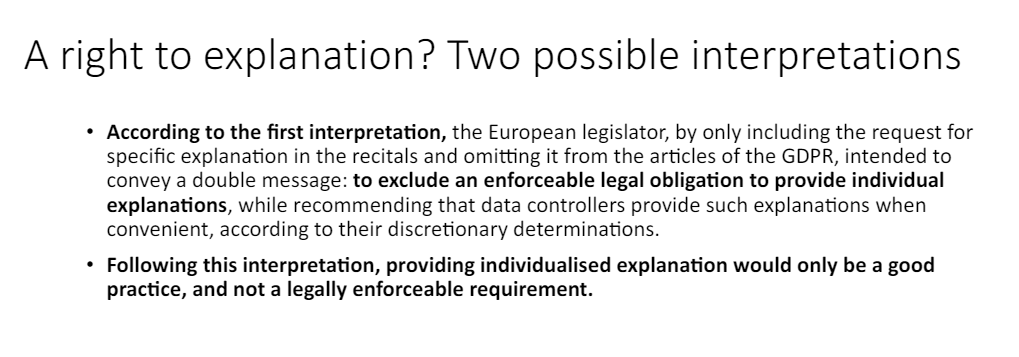 A right to explanation? Two possible interpretations
• According to the first interpretation, the European legislator, by only including the request for
specific explanation in the recitals and omitting it from the articles of the GDPR, intended to
convey a double message: to exclude an enforceable legal obligation to provide individual
explanations, while recommending that data controllers provide such explanations when
convenient, according to their discretionary determinations.
• Following this interpretation, providing individualised explanation would only be a good
practice, and not a legally enforceable requirement.